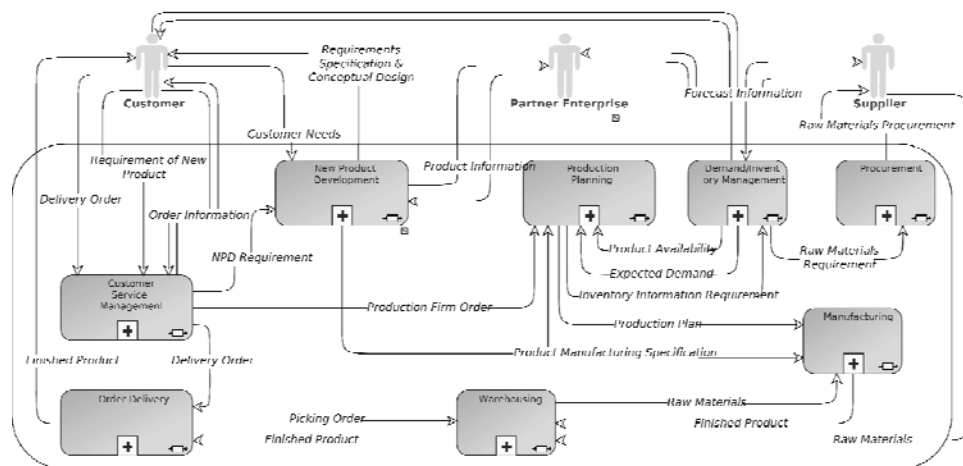 Requirements
Specification &
Conceptual Design
Customer
Partner Enterprise
Forecast Information
Supplier
Raw Materials Procurement
Customer Needs
Requirement of New
Product
New Product
Development
Product Information
Production
Planning
Demand/Invent
ory Management
Procurement
Delivery Order
Order Information
NPD Requirement
Product Availability
Raw Materials
Requirement
Expected Demand
Customer
Service
Management
Production Firm Order
Inventory Information Requirement
Production Plan
Manufacturing
Finished Product
Delivery Order
Product Manufacturing Specification
Order Delivery
Picking Order
Finished Product
Warehousing
Raw Materials
Finished Product
Raw Materials